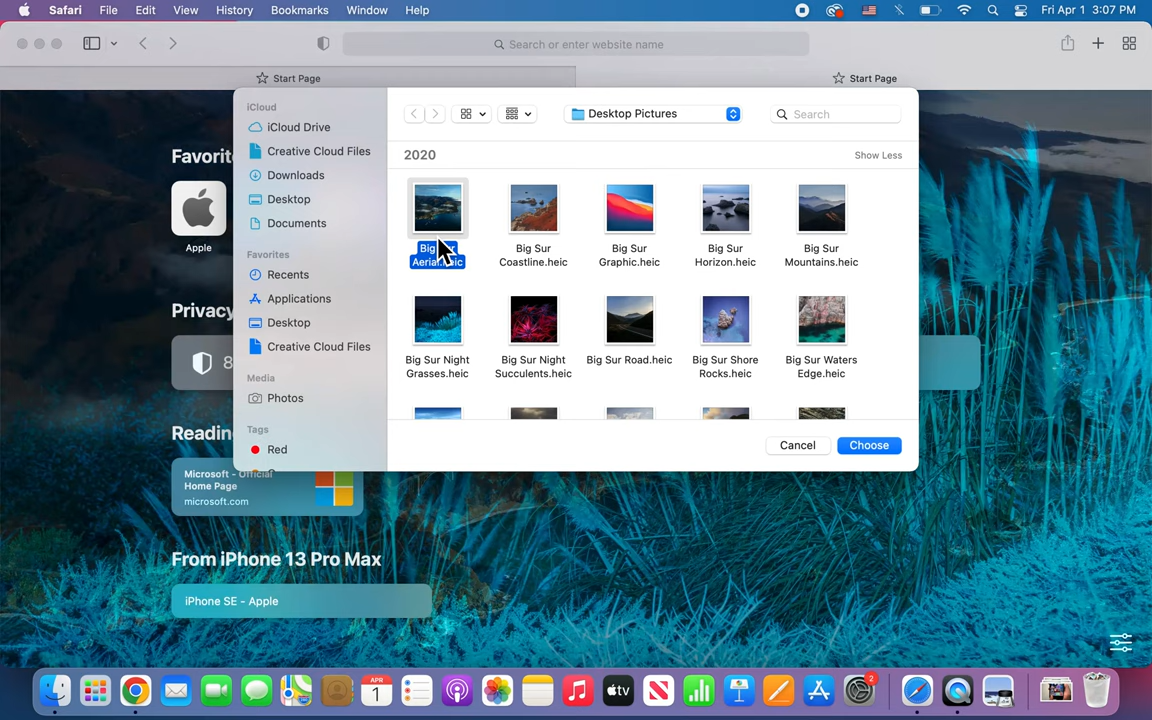 Safari File Edit View History Bookmarks Window Help Fri Apr 1 3:07 PM
Search or enter website name
Start Page Start Page
iCloud
iCloud Drive
Creative Cloud Files
Downloads
Desktop
Documents
Favorites
Recents
Applications
Desktop
Creative Cloud Files
Media
Photos
Tags
Red
Desktop Pictures
Search
2020 Show Less
Big Sur
Coastline.heic
Big Sur
Graphic.heic
Big Sur
Horizon.heic
Big Sur
Mountains.heic
Big Sur Night
Grasses.heic
Big Sur Night
Succulents.heic
Big Sur Road.heic
Big Sur Shore
Rocks.heic
Big Sur Waters
Edge.heic
Cancel Choose
Apple
8
Microsoft - Official
Home Page
microsoft.com
From iPhone 13 Pro Max
iPhone SE - Apple
APR
1
tv
2